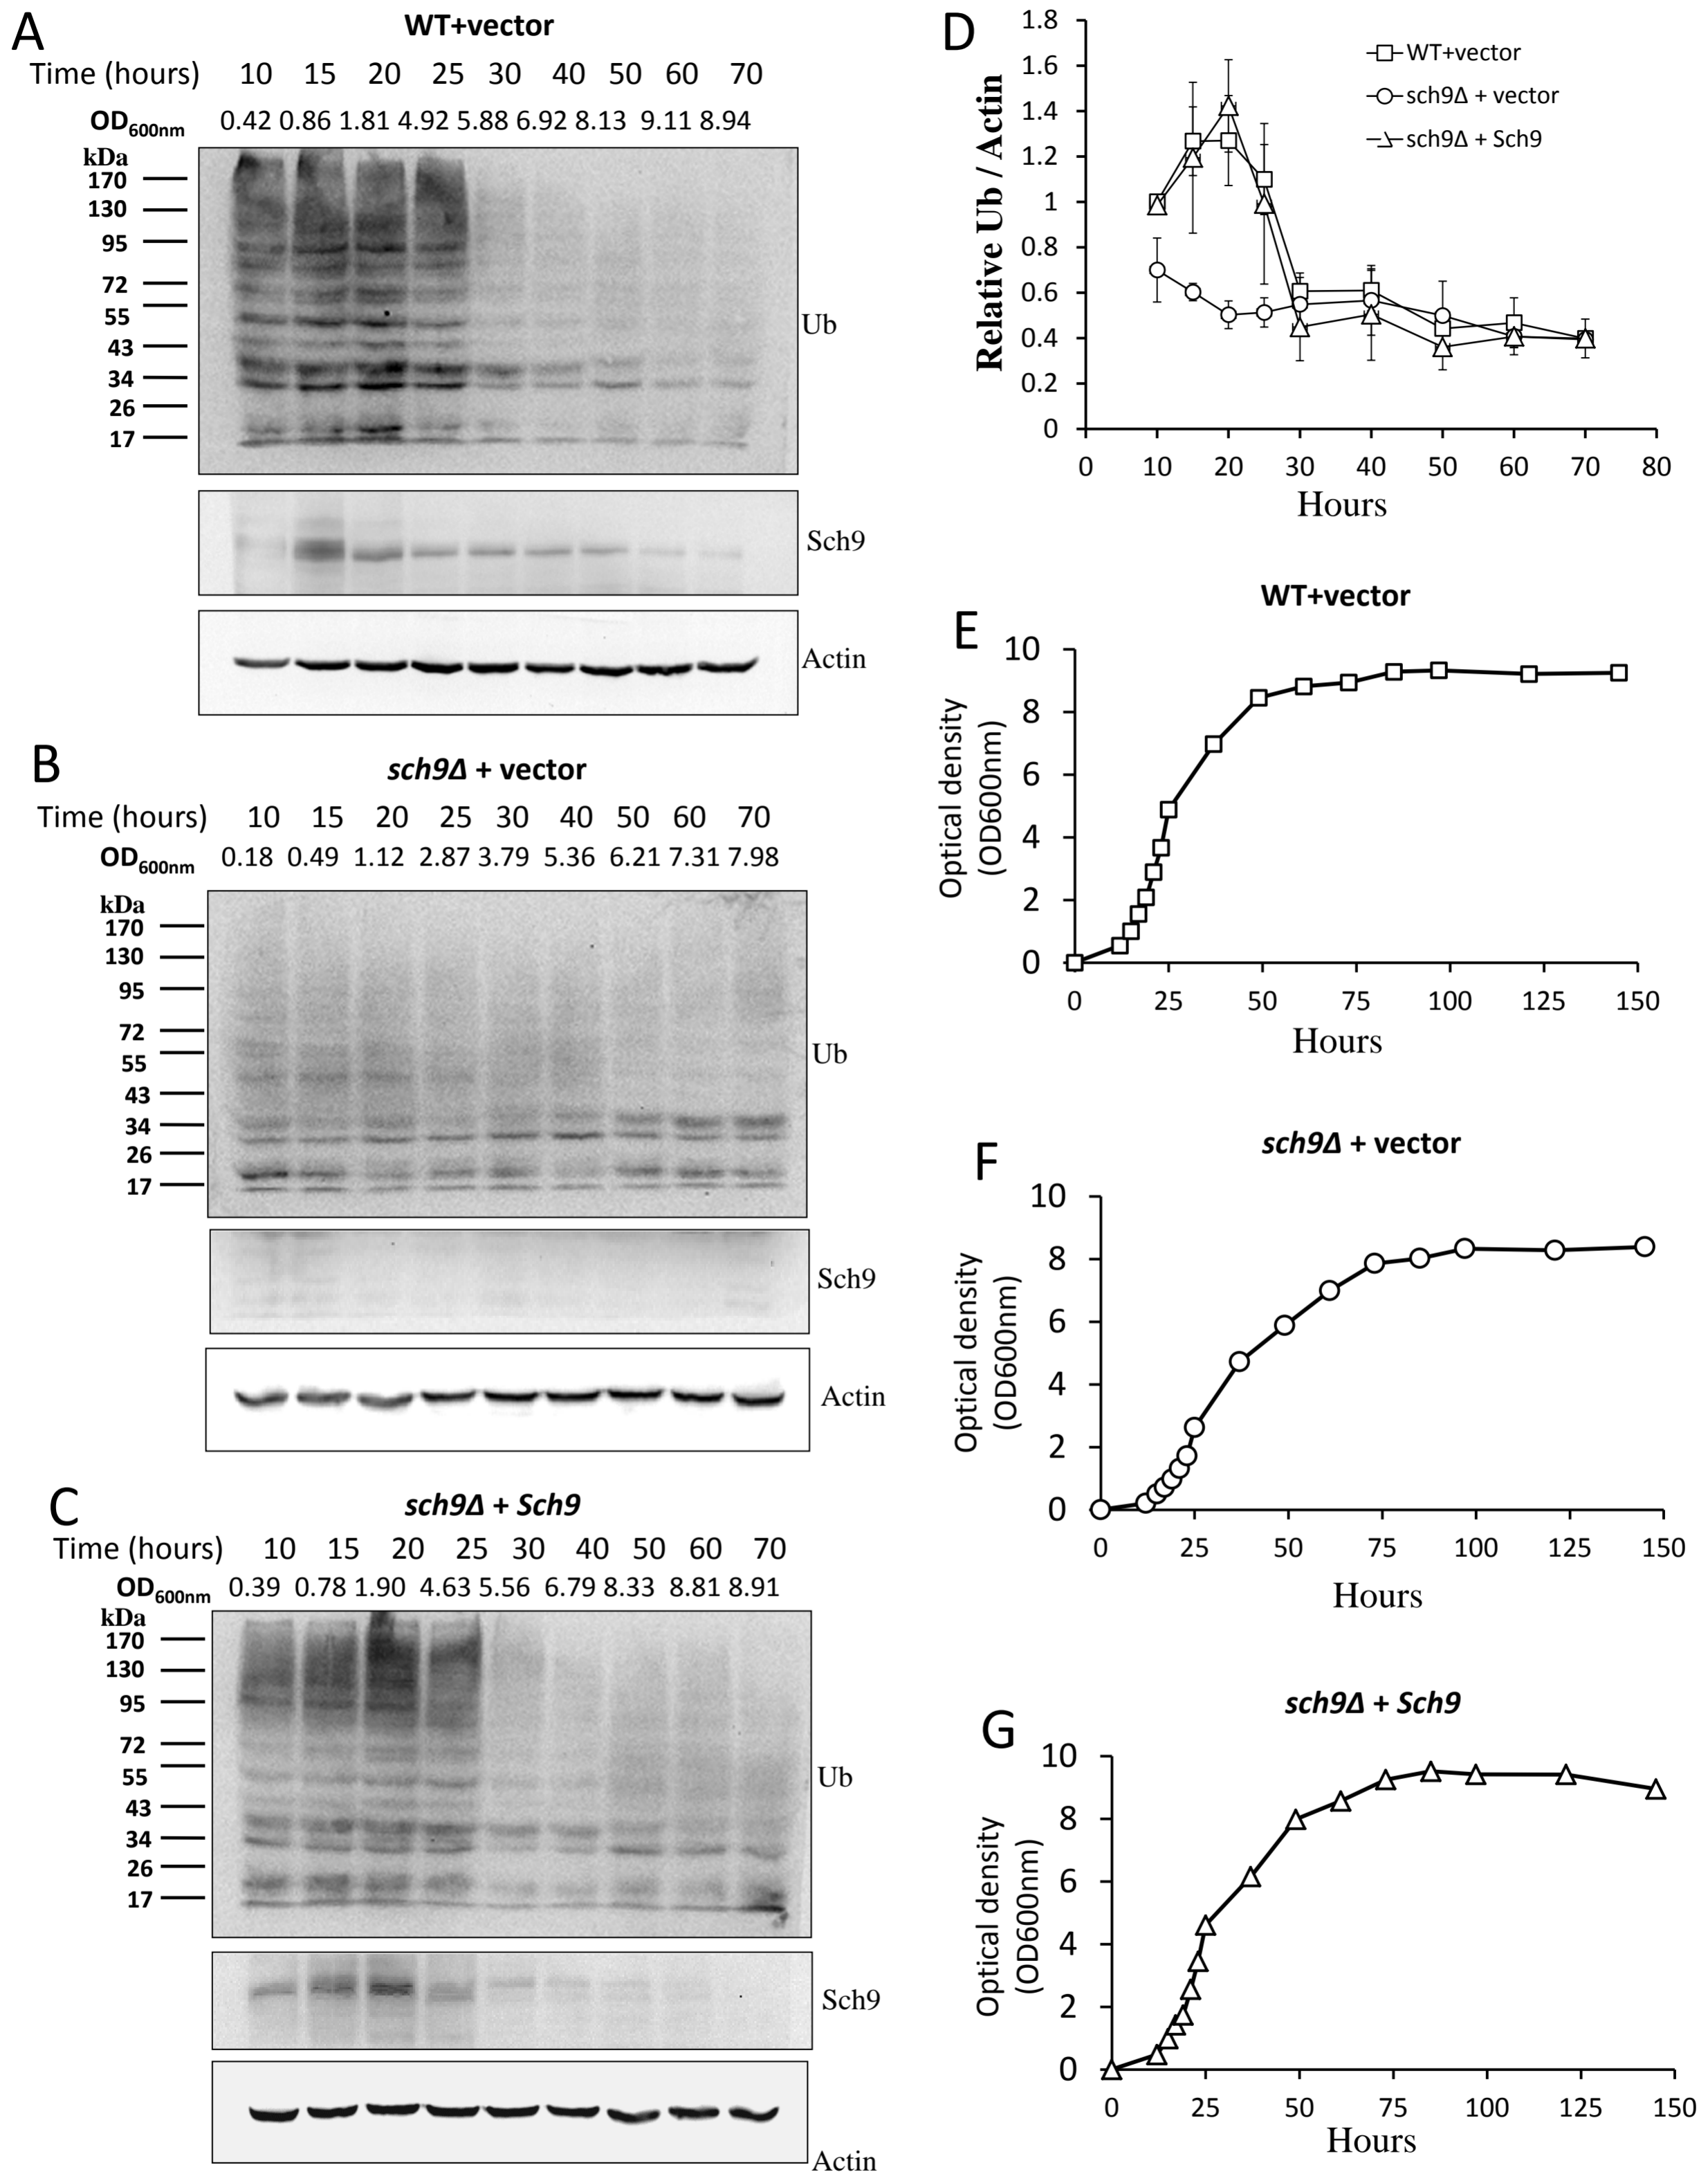 A
WT+vector
Time (hours) 10 15 20 25 30 40 50 60 70
OD600nm 0.42 0.86 1.81 4.92 5.88 6.92 8.13 9.11 8.94
kDa
170
130
95
72
55
43
34
26
17
Ub
Sch9
Actin
B
sch9Δ + vector
Time (hours) 10 15 20 25 30 40 50 60 70
OD600nm 0.18 0.49 1.12 2.87 3.79 5.36 6.21 7.31 7.98
kDa
170
130
95
72
55
43
34
26
17
Ub
Sch9
Actin
C
sch9Δ + Sch9
Time (hours) 10 15 20 25 30 40 50 60 70
OD600nm 0.39 0.78 1.90 4.63 5.56 6.79 8.33 8.81 8.91
kDa
170
130
95
72
55
43
34
26
17
Ub
Sch9
Actin
D
Relative Ub / Actin
1.8
1.6
1.4
1.2
1
0.8
0.6
0.4
0.2
0
WT+vector
sch9Δ + vector
sch9Δ + Sch9
0 10 20 30 40 50 60 70 80
Hours
E
WT+vector
Optical density
(OD600nm)
10
8
6
4
2
0
0 25 50 75 100 125 150
Hours
F
sch9Δ + vector
Optical density
(OD600nm)
10
8
6
4
2
0
0 25 50 75 100 125 150
Hours
G
sch9Δ + Sch9
Optical density
(OD600nm)
10
8
6
4
2
0
0 25 50 75 100 125 150
Hours